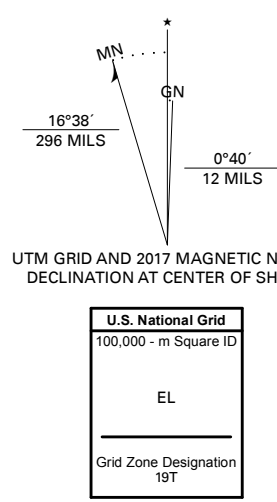 ★
MN
GN
16°38´
296 MILS
0°40´
12 MILS
UTM GRID AND 2017 MAGNETIC N
DECLINATION AT CENTER OF SH
U.S. National Grid
100,000 - m Square ID
EL
Grid Zone Designation
19T